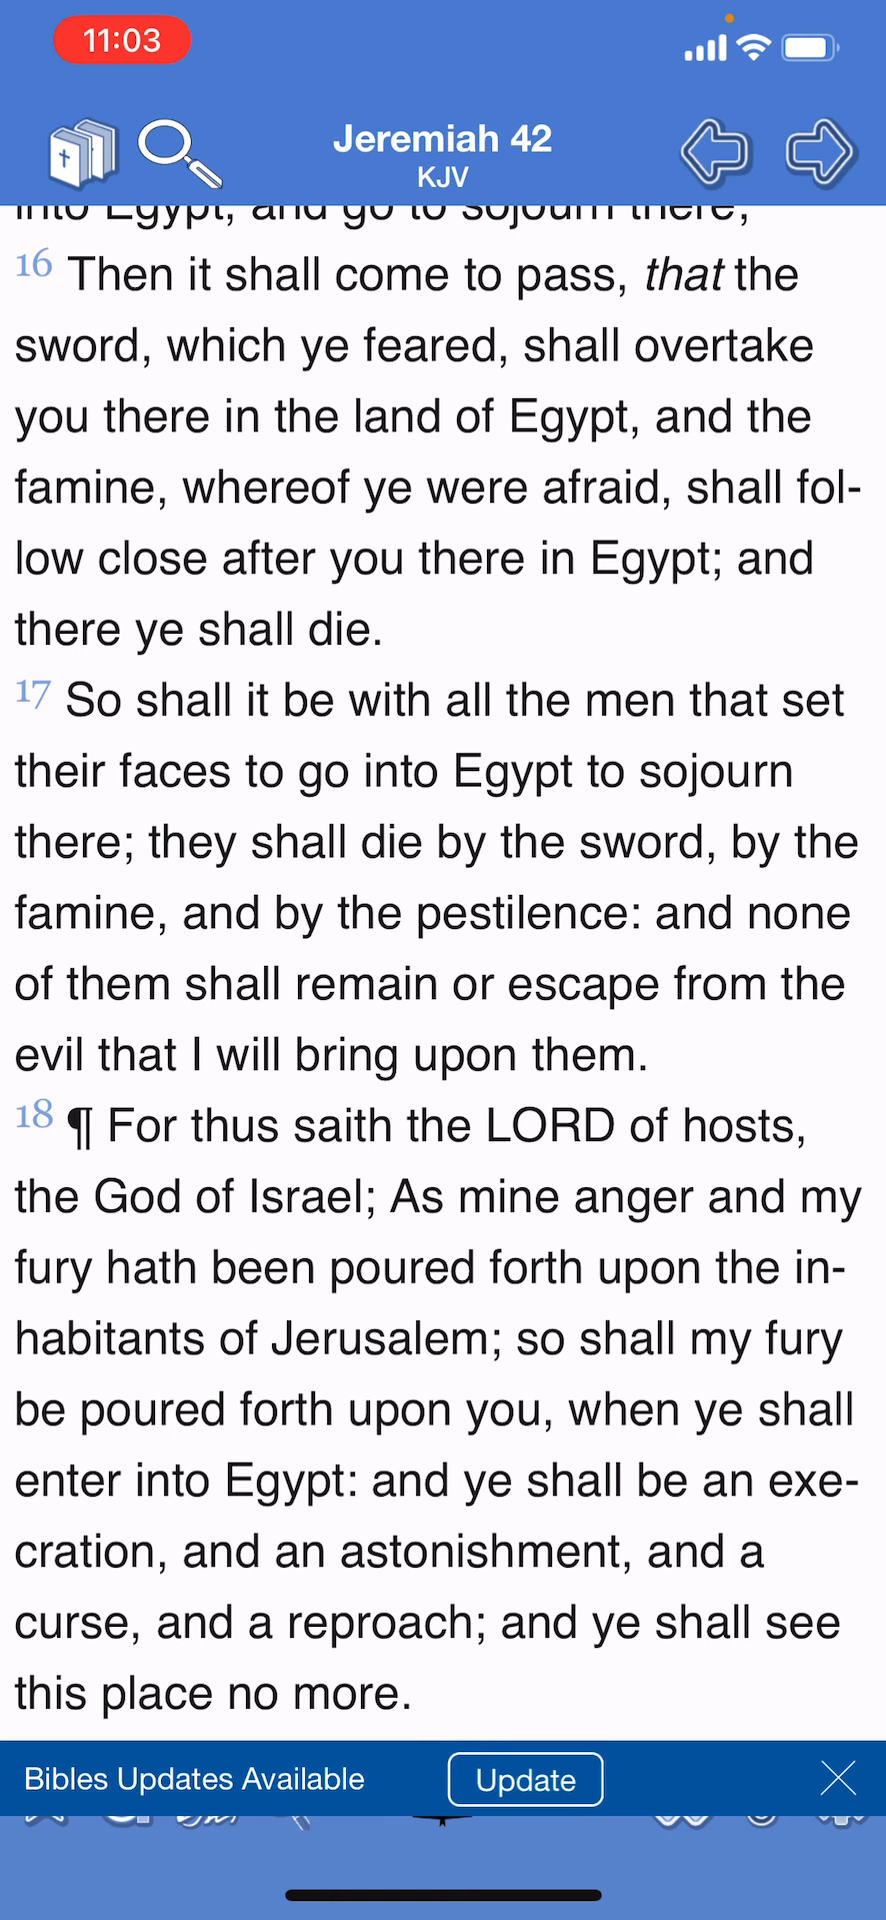 11:03
Jeremiah 42
KJV
into Egypt, and go to sojourn there;
16 Then it shall come to pass, that the
sword, which ye feared, shall overtake
you there in the land of Egypt, and the
famine, whereof ye were afraid, shall fol-
low close after you there in Egypt; and
there ye shall die.
17 So shall it be with all the men that set
their faces to go into Egypt to sojourn
there; they shall die by the sword, by the
famine, and by the pestilence: and none
of them shall remain or escape from the
evil that I will bring upon them.
18 ¶ For thus saith the LORD of hosts,
the God of Israel; As mine anger and my
fury hath been poured forth upon the in-
habitants of Jerusalem; so shall my fury
be poured forth upon you, when ye shall
enter into Egypt: and ye shall be an exe-
cration, and an astonishment, and a
curse, and a reproach; and ye shall see
this place no more.
Bibles Updates Available
Update